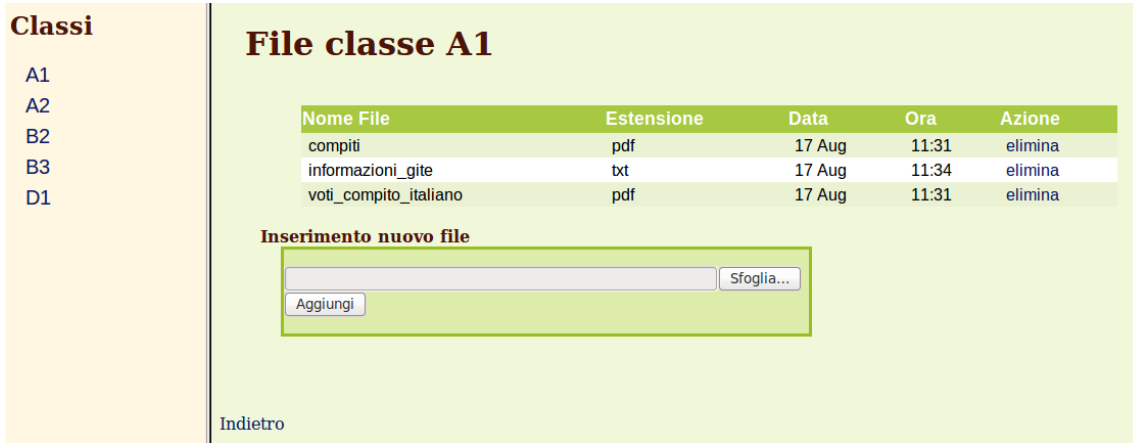 Classi
A1
A2
B2
B3
D1
File classe A1
Nome File Estensione Data Ora Azione
compiti pdf 17 Aug 11:31 elimina
informazioni_gite txt 17 Aug 11:34 elimina
voti_compito_italiano pdf 17 Aug 11:31 elimina
Inserimento nuovo file
Sfoglia...
Aggiungi
Indietro